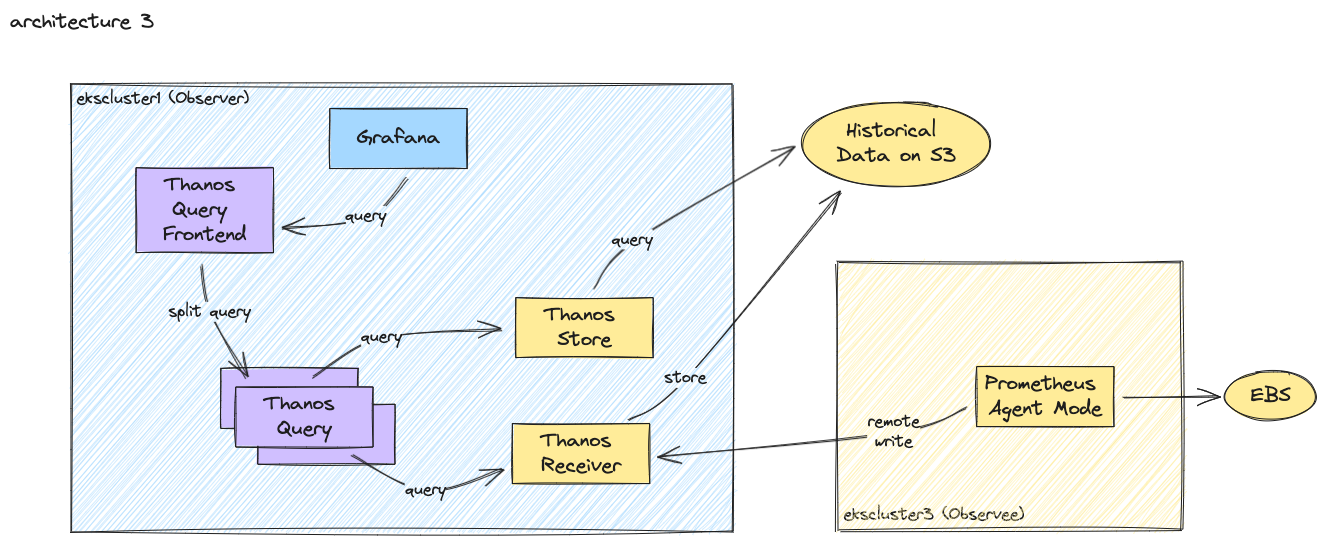 architecture 3
ekscluster1 (Observer)
Grafana
Historical
Data on S3
Thanos
Query
Frontend
query
query
split query
Thanos
Store
query
store
Thanos
Query
Prometheus
Agent Mode
EBS
remote
write
Thanos
Receiver
query
ekscluster3 (Observee)